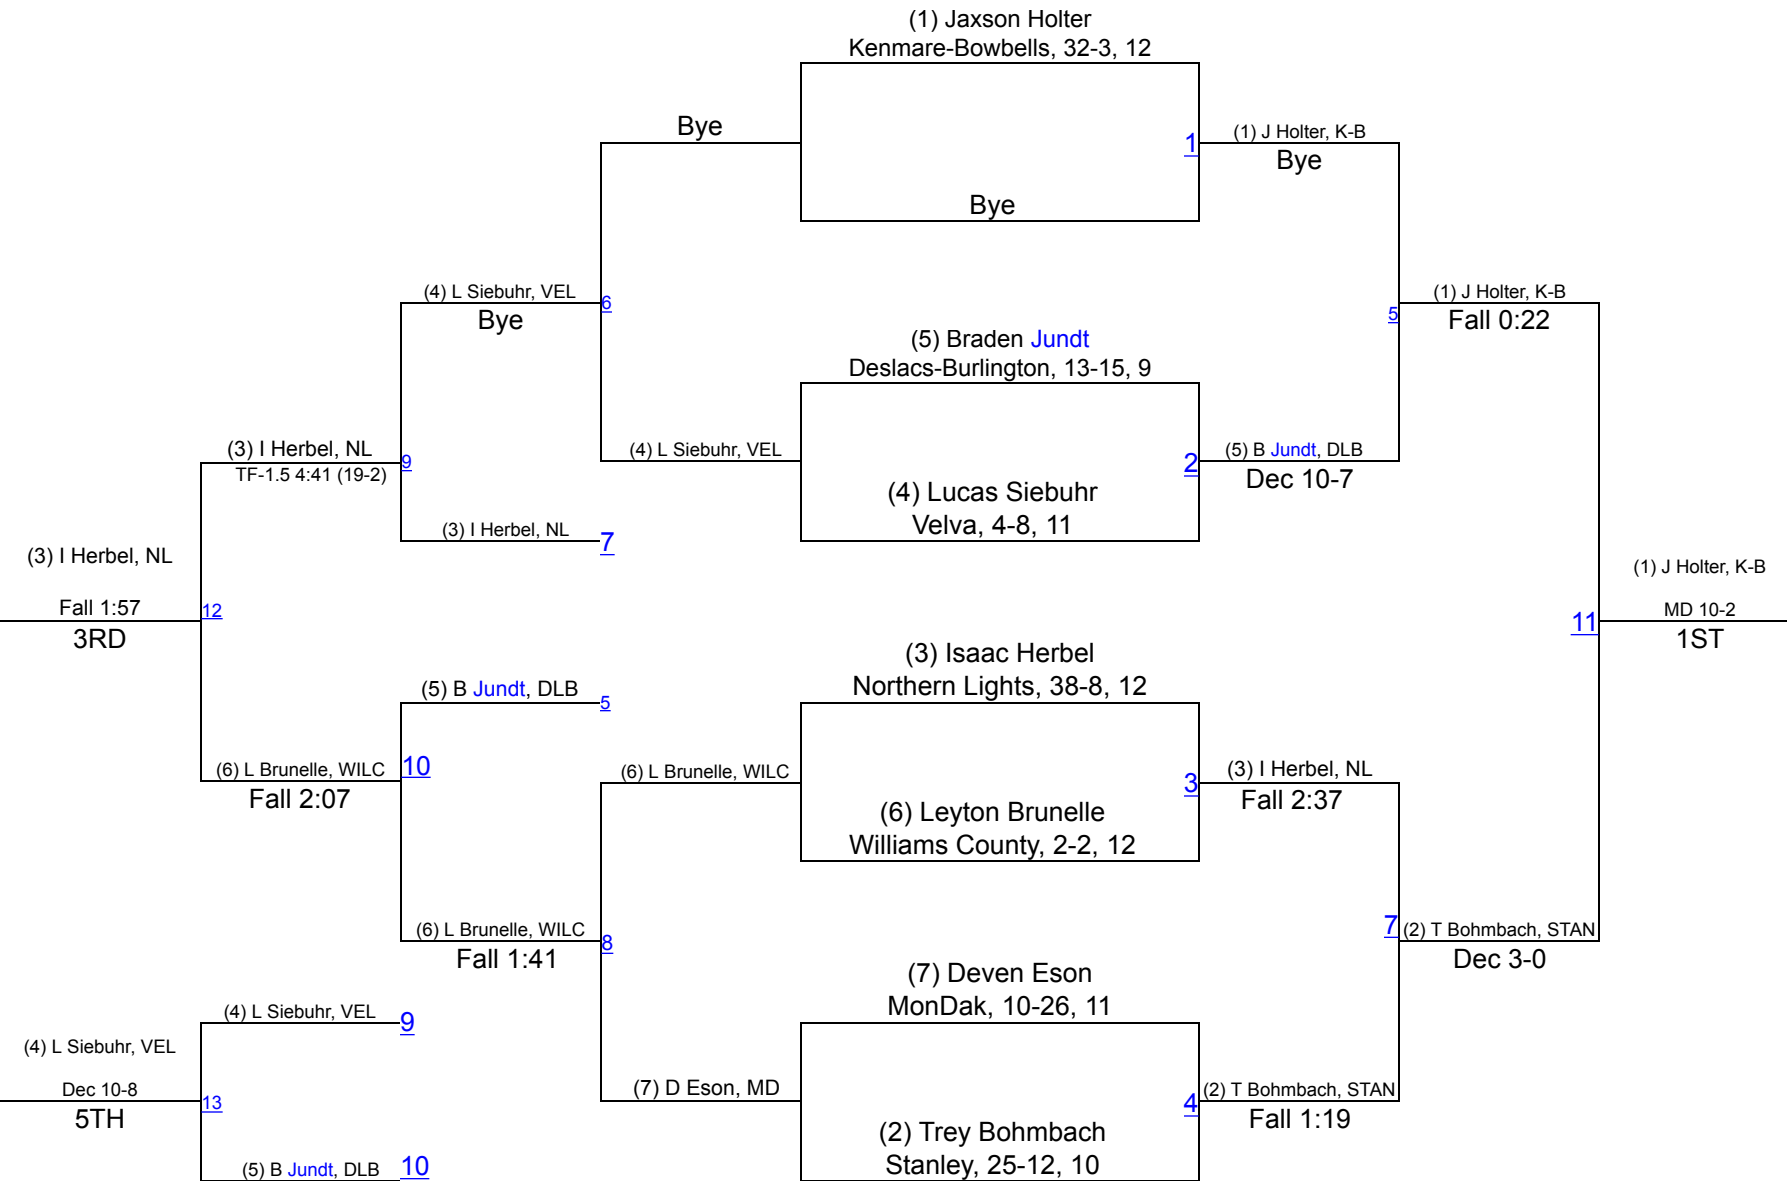 (1) Jaxson Holter
Kenmare-Bowbells, 32-3, 12
Bye
1
(1) J Holter, K-B
Bye
Bye
(4) L Siebuhr, VEL
Bye
6
(1) J Holter, K-B
Fall 0:22
5
(5) Braden Jundt
Deslacs-Burlington, 13-15, 9
(3) I Herbel, NL
TF-1.5 4:41 (19-2)
9
(4) L Siebuhr, VEL
2
(5) B Jundt, DLB
Dec 10-7
(4) Lucas Siebuhr
Velva, 4-8, 11
(3) I Herbel, NL
7
(3) I Herbel, NL
Fall 1:57
3RD
12
(1) J Holter, K-B
MD 10-2
1ST
11
(3) Isaac Herbel
Northern Lights, 38-8, 12
(5) B Jundt, DLB
5
(6) L Brunelle, WILC
Fall 2:07
10
(6) L Brunelle, WILC
3
(3) I Herbel, NL
Fall 2:37
(6) Leyton Brunelle
Williams County, 2-2, 12
(6) L Brunelle, WILC
Fall 1:41
8
7
(2) T Bohmbach, STAN
Dec 3-0
(7) Deven Eson
MonDak, 10-26, 11
(4) L Siebuhr, VEL
9
(4) L Siebuhr, VEL
Dec 10-8
5TH
13
(7) D Eson, MD
4
(2) T Bohmbach, STAN
Fall 1:19
(2) Trey Bohmbach
Stanley, 25-12, 10
(5) B Jundt, DLB
10